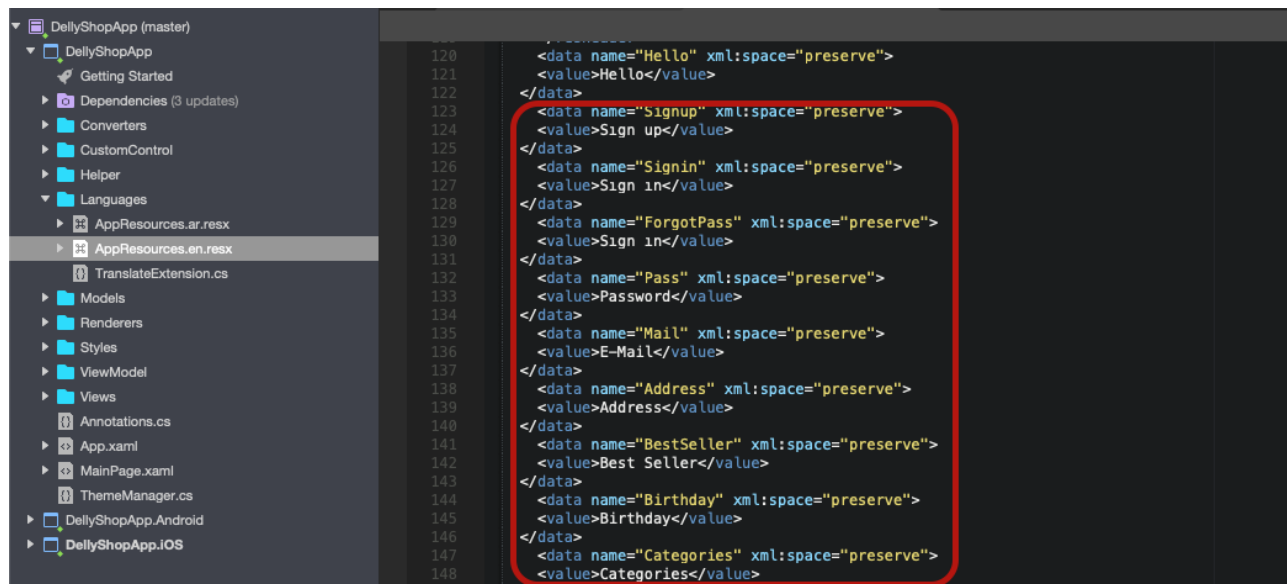 DellyShopApp (master)
DellyShopApp
Getting Started
Dependencies (3 updates)
Converters
CustomControl
Helper
Languages
AppResources.ar.resx
AppResources.en.resx
TranslateExtension.cs
Models
Renderers
Styles
ViewModel
Views
Annotations.cs
App.xaml
MainPage.xaml
ThemeManager.cs
DellyShopApp.Android
DellyShopApp.iOS
120 <data name="Hello" xml:space="preserve">
121 <value>Hello</value>
122 </data>
123 <data name="Signup" xml:space="preserve">
124 <value>Sıgn up</value>
125 </data>
126 <data name="Signin" xml:space="preserve">
127 <value>Sıgn ın</value>
128 </data>
129 <data name="ForgotPass" xml:space="preserve">
130 <value>Sıgn ın</value>
131 </data>
132 <data name="Pass" xml:space="preserve">
133 <value>Password</value>
134 </data>
135 <data name="Mail" xml:space="preserve">
136 <value>E-Mail</value>
137 </data>
138 <data name="Address" xml:space="preserve">
139 <value>Address</value>
140 </data>
141 <data name="BestSeller" xml:space="preserve">
142 <value>Best Seller</value>
143 </data>
144 <data name="Birthday" xml:space="preserve">
145 <value>Birthday</value>
146 </data>
147 <data name="Categories" xml:space="preserve">
148 <value>Categories</value>